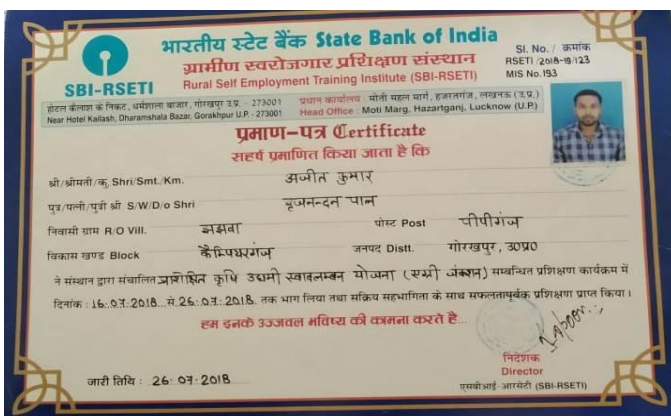 भारतीय स्टेट बैंक State Bank of India
ग्रामीण स्वरोजगार प्रशिक्षण संस्थान
Rural Self Employment Training Institute (SBI-RSETI)
SI. No. / क्रमांक
RSETI /2018-19/123
MIS No.193
SBI-RSETI
होटल कैलाश के निकट, धर्मशाला बाजार, गोरखपुर उ.प्र. - 273001
Near Hotel Kailash, Dharamshala Bazar, Gorakhpur U.P. - 273001
प्रधान कार्यालय : मोती महल मार्ग, हजरतगंज, लखनऊ (उ.प्र.)
Head Office : Moti Marg, Hazartganj, Lucknow (U.P.)
प्रमाण-पत्र Certificate
सहर्ष प्रमाणित किया जाता है कि
श्री/श्रीमती/कु. Shri/Smt./Km. अजीत कुमार
पुत्र/पत्नी/पुत्री श्री S/W/D/o Shri बृजनन्दन पाल
निवासी ग्राम R/O Vill. झझवा पोस्ट Post पीपीगंज
विकास खण्ड Block कैम्पियरगंज जनपद Distt. गोरखपुर, उ0प्र0
ने संस्थान द्वारा संचालित प्रशिक्षित कृषि उद्यमी स्वावलम्बन योजना (एग्री जंक्शन) सम्बन्धित प्रशिक्षण कार्यक्रम में
दिनांक : 16.07.2018 से 26.07.2018 तक भाग लिया तथा सक्रिय सहभागिता के साथ सफलतापूर्वक प्रशिक्षण प्राप्त किया।
हम इनके उज्जवल भविष्य की कामना करते है...
निदेशक
Director
एसबीआई-आरसेटी (SBI-RSETI)
जारी तिथि : 26.07.2018